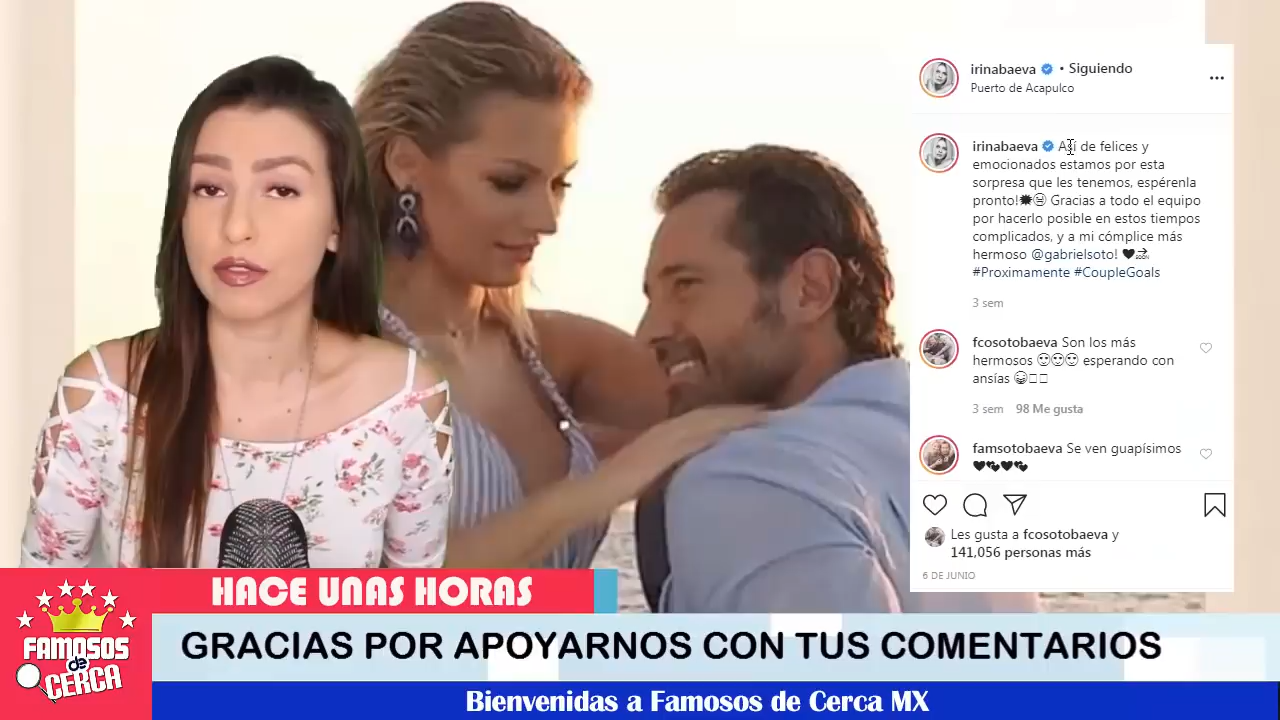 irinabaeva • Siguiendo
Puerto de Acapulco
irinabaeva Así de felices y
emocionados estamos por esta
sorpresa que les tenemos, espérenla
pronto! Gracias a todo el equipo
por hacerlo posible en estos tiempos
complicados, y a mi cómplice más
hermoso @gabrielsoto!
#Proximamente #CoupleGoals
3 sem
fcosotobaeva Son los más
hermosos esperando con
ansías
3 sem 98 Me gusta
famsotobaeva Se ven guapísimos
Les gusta a fcosotobaeva y
141,056 personas más
6 DE JUNIO
HACE UNAS HORAS
FAMOSOS
de
CERCA
GRACIAS POR APOYARNOS CON TUS COMENTARIOS
Bienvenidas a Famosos de Cerca MX